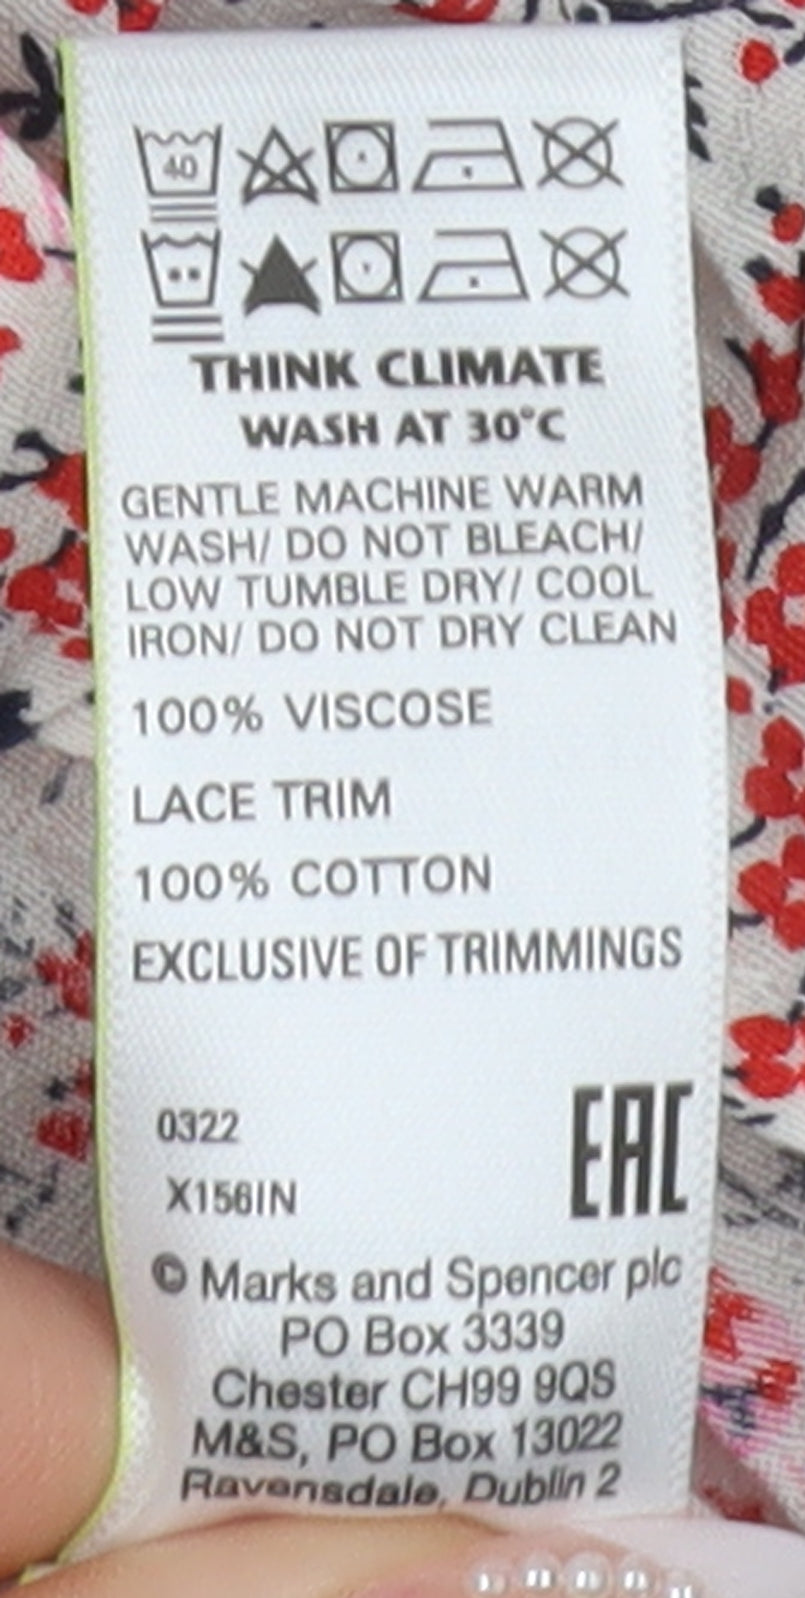 40
THINK CLIMATE
WASH AT 30°C
GENTLE MACHINE WARM
WASH/ DO NOT BLEACH/
LOW TUMBLE DRY/ COOL
IRON/ DO NOT DRY CLEAN
100% VISCOSE
LACE TRIM
100% COTTON
EXCLUSIVE OF TRIMMINGS
0322
X156IN
EAC
© Marks and Spencer plc
PO Box 3339
Chester CH99 9QS
M&S, PO Box 13022
Ravensdale, Dublin 2